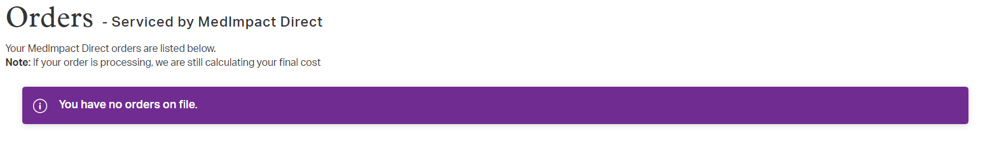 Orders - Serviced by MedImpact Direct
Your MedImpact Direct orders are listed below.
Note: If your order is processing, we are still calculating your final cost
You have no orders on file.